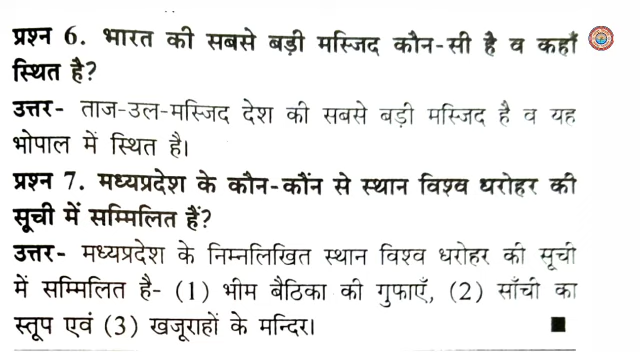 प्रश्न 6. भारत की सबसे बड़ी मस्जिद कौन-सी है व कहाँ
स्थित है?
उत्तर- ताज-उल-मस्जिद देश की सबसे बड़ी मस्जिद है व यह
भोपाल में स्थित है।
प्रश्न 7. मध्यप्रदेश के कौन-कौंन से स्थान विश्व धरोहर की
सूची में सम्मिलित हैं?
उत्तर- मध्यप्रदेश के निम्नलिखित स्थान विश्व धरोहर की सूची
में सम्मिलित है- (1) भीम बैठिका की गुफाएँ, (2) साँची का
स्तूप एवं (3) खजूराहों के मन्दिर।